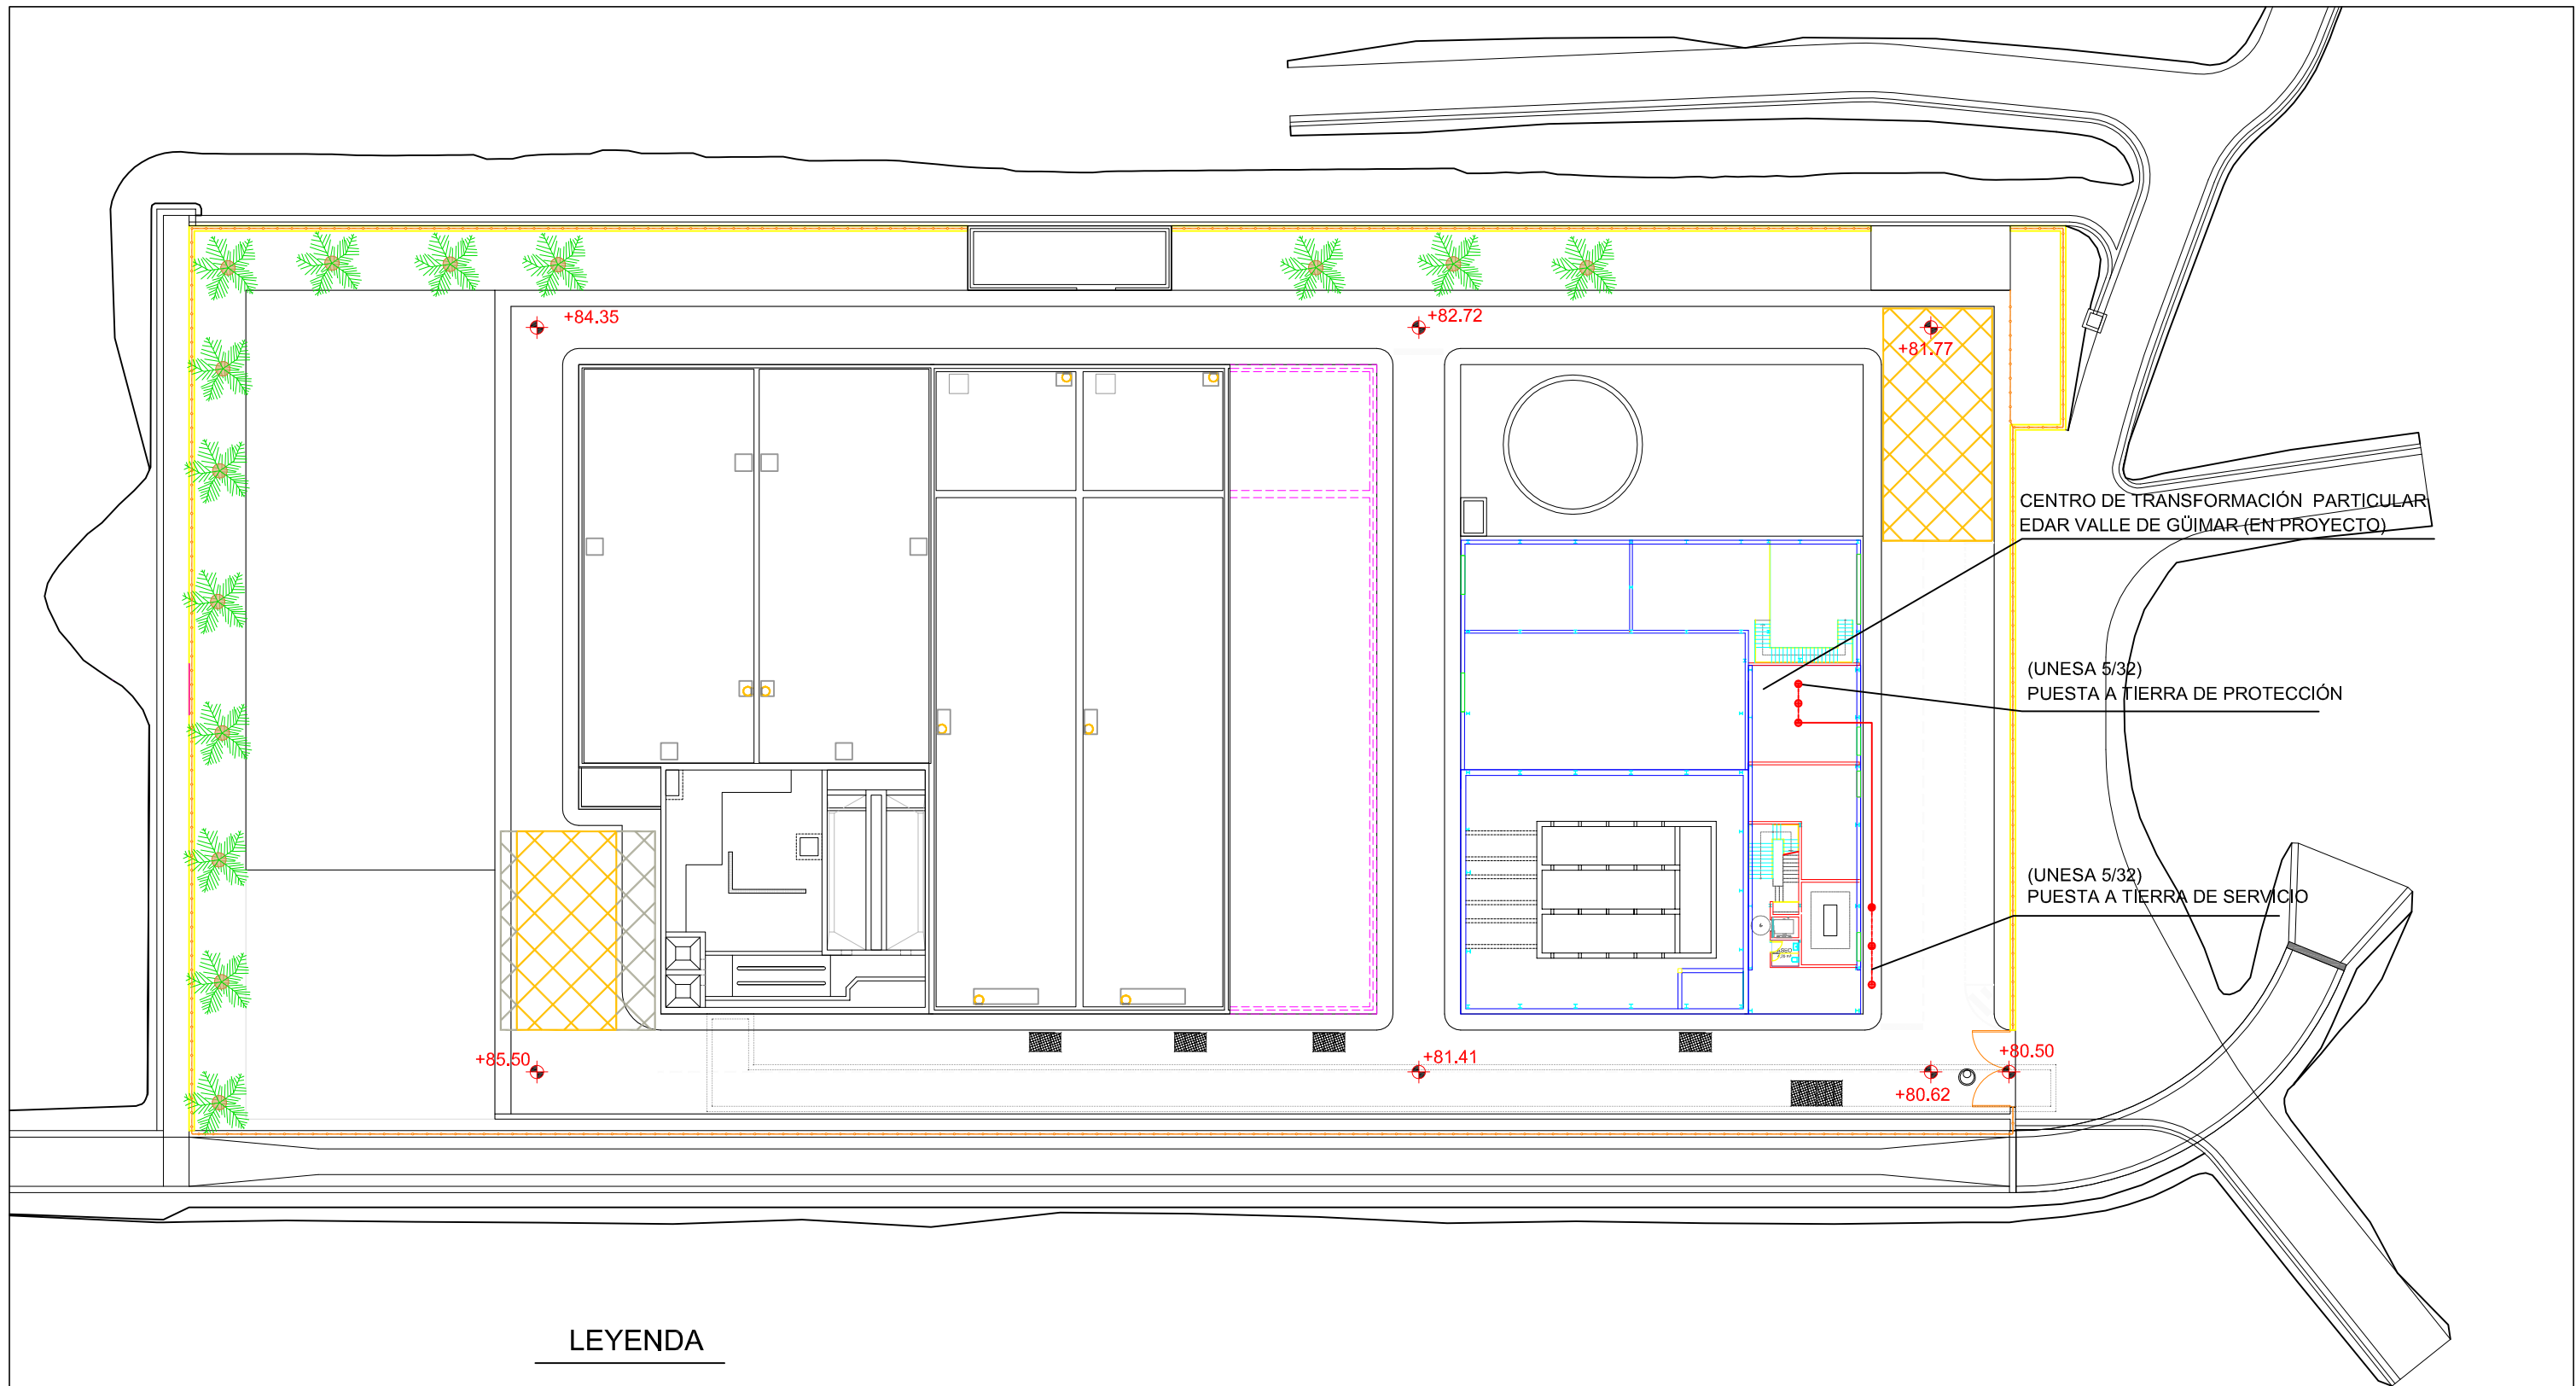 +84.35
+82.72
+81.77
CENTRO DE TRANSFORMACIÓN PARTICULAR
EDAR VALLE DE GÜIMAR (EN PROYECTO)
(UNESA 5/32)
PUESTA A TIERRA DE PROTECCIÓN
(UNESA 5/32)
PUESTA A TIERRA DE SERVICIO
+85.50
+81.41
+80.50
+80.62
LEYENDA